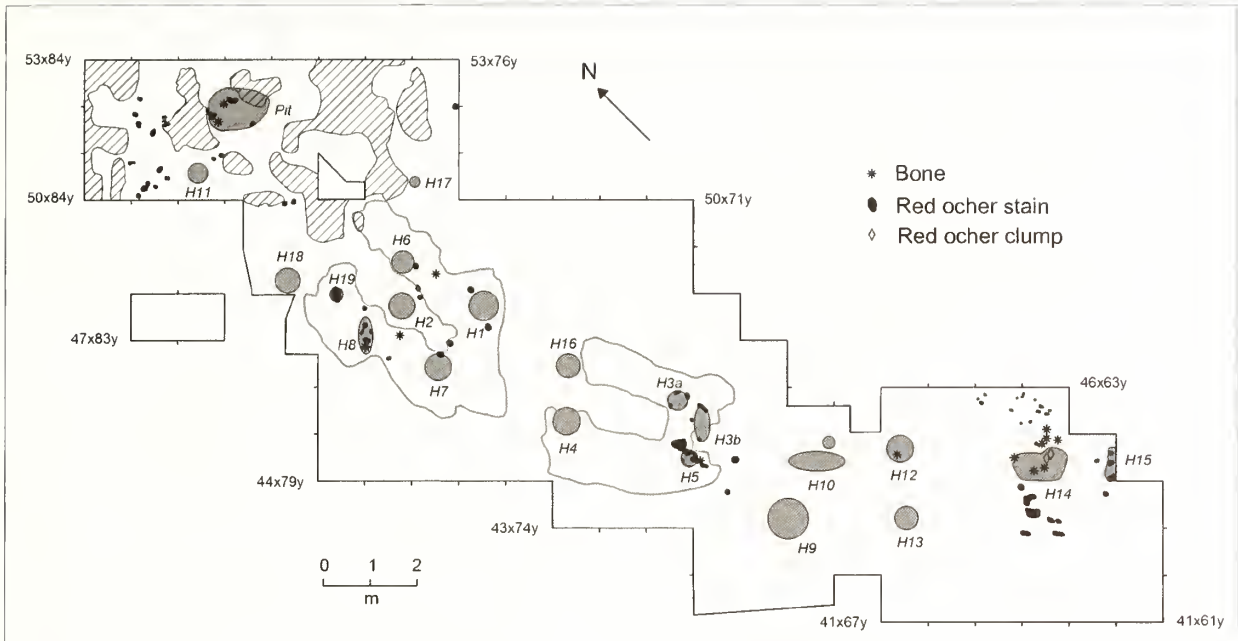 53x84y
53x76y
N
Pit
Bone
H11
H17
Red ocher stain
50x84y
50x71y
Red ocher clump
H6
H18
H19
H2
H1
47x83y
H8
H16
H7
H3a
46x63y
H4
H3b
H5
H10
H12
H15
H14
44x79y
43x74y
H9
H13
0 1 2
m
41x67y
41x61y